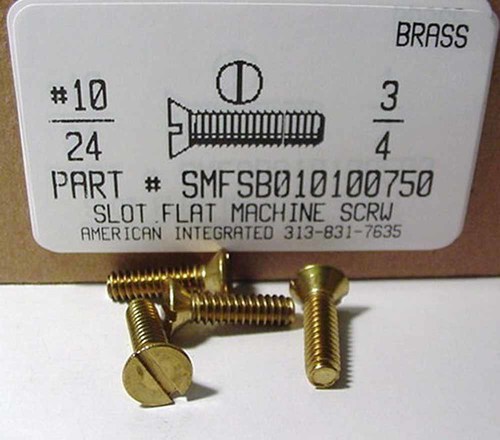 BRASS
#10 3
24 4
PART # SMFSB010100750
SLOT FLAT MACHINE SCRW
AMERICAN INTEGRATED 313-831-7635